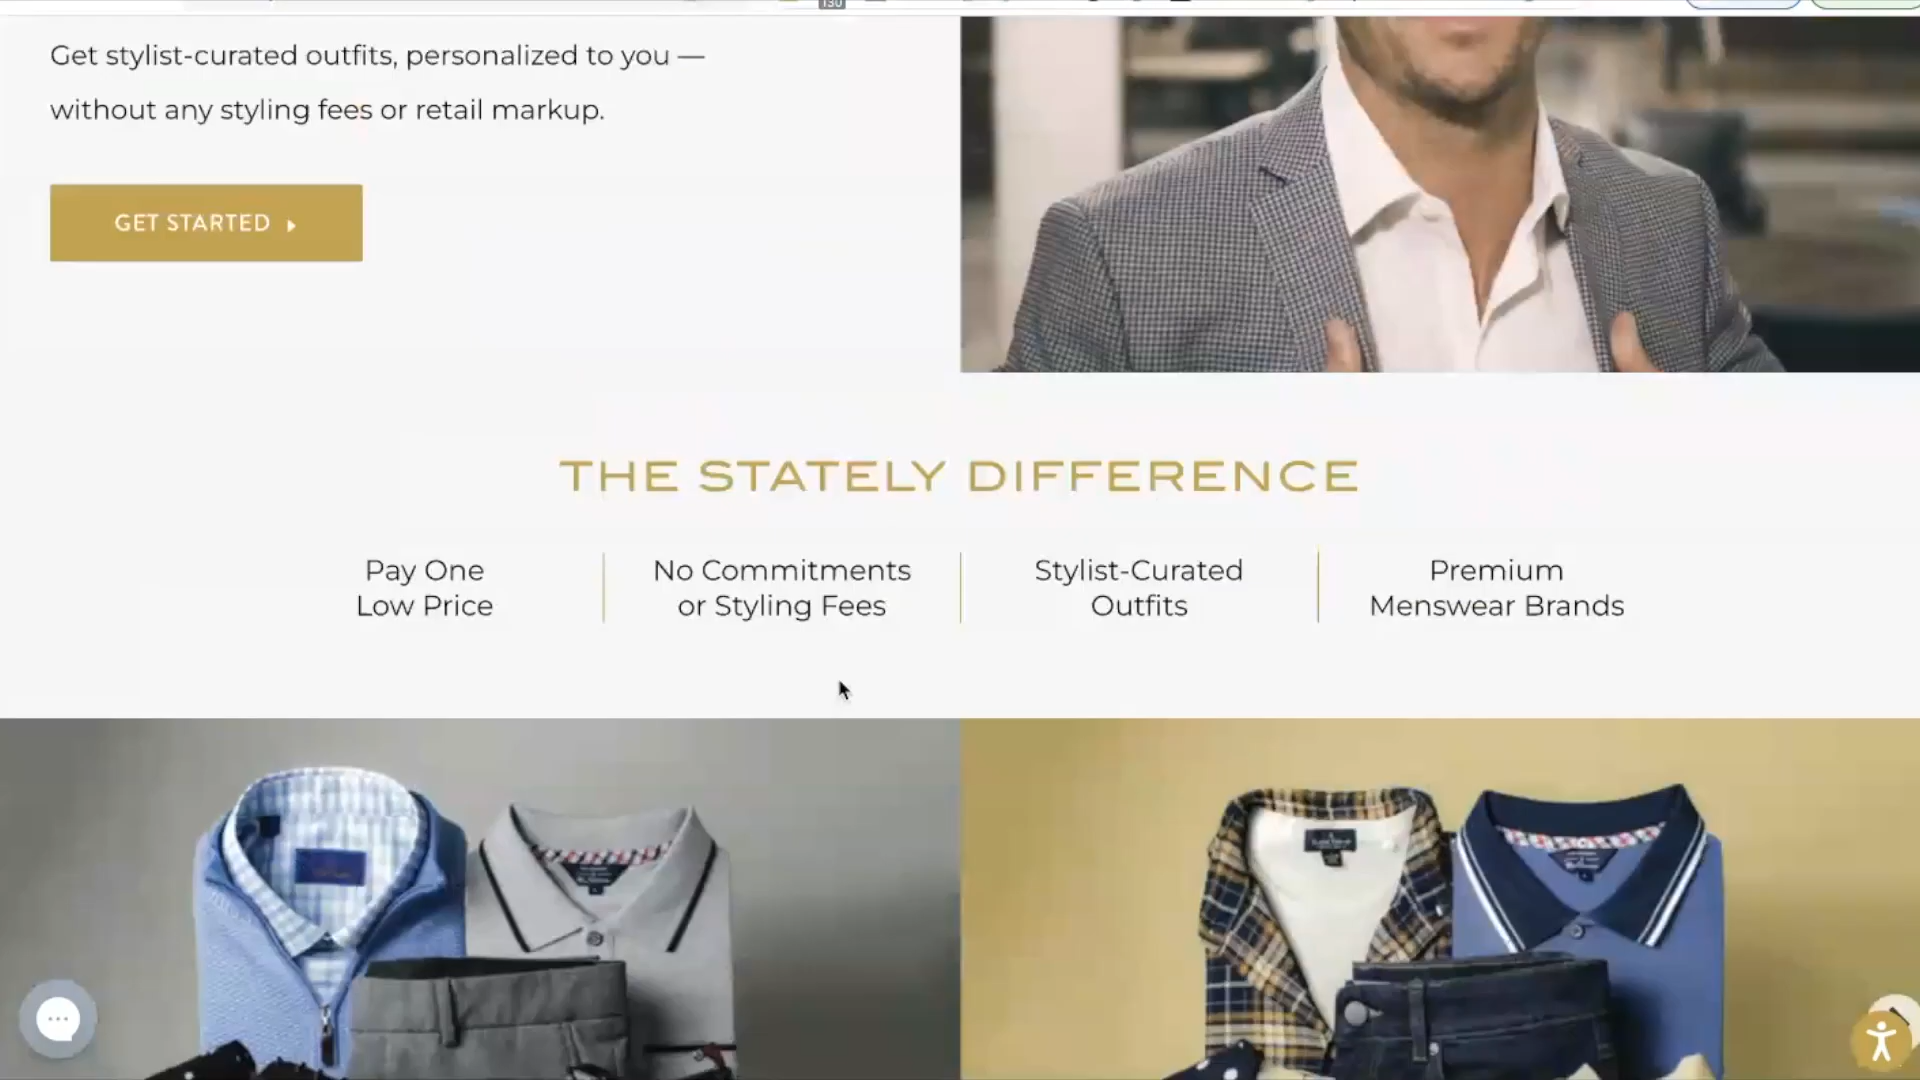 130
Get stylist-curated outfits, personalized to you —
without any styling fees or retail markup.
GET STARTED
THE STATELY DIFFERENCE
Pay One
Low Price
No Commitments
or Styling Fees
Stylist-Curated
Outfits
Premium
Menswear Brands